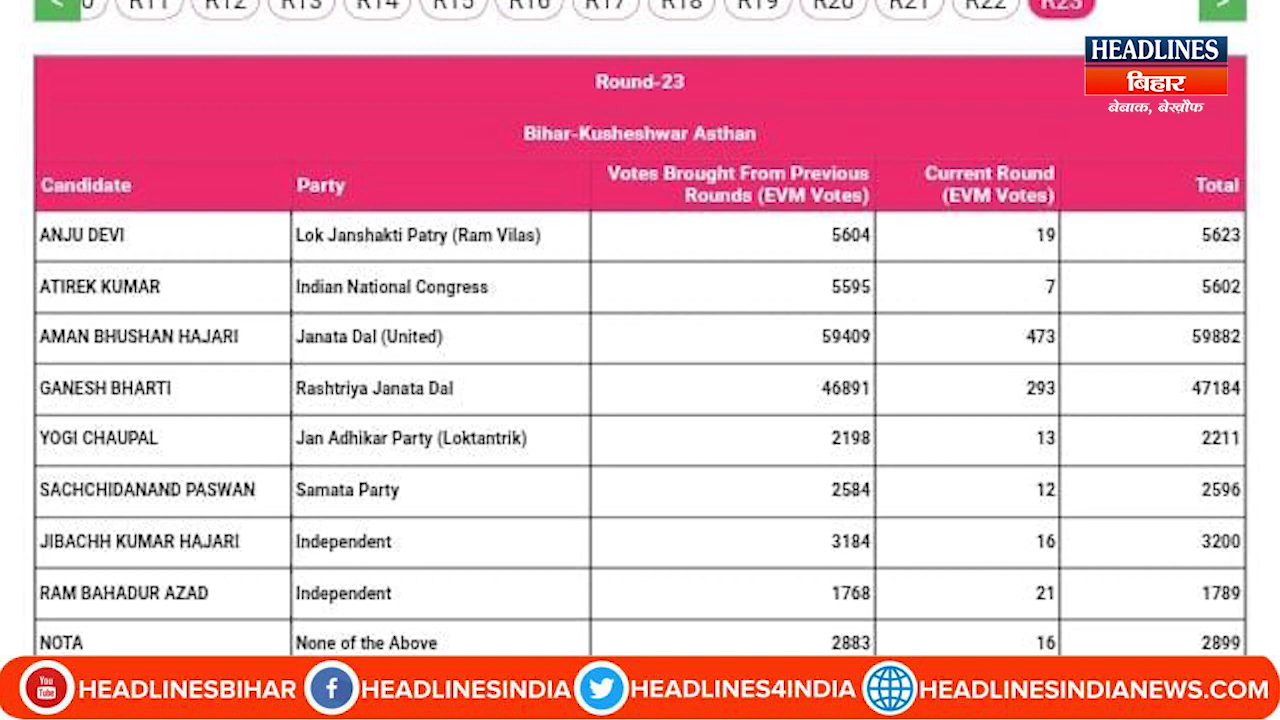 < 0 R11 R12 R13 R14 R15 R16 R17 R18 R19 R20 R21 R22 R23 >
HEADLINES
बिहार
बेबाक, बेख़ौफ
Round-23
Bihar-Kusheshwar Asthan
Candidate Party Votes Brought From Previous Rounds (EVM Votes) Current Round (EVM Votes) Total
ANJU DEVI Lok Janshakti Patry (Ram Vilas) 5604 19 5623
ATIREK KUMAR Indian National Congress 5595 7 5602
AMAN BHUSHAN HAJARI Janata Dal (United) 59409 473 59882
GANESH BHARTI Rashtriya Janata Dal 46891 293 47184
YOGI CHAUPAL Jan Adhikar Party (Loktantrik) 2198 13 2211
SACHCHIDANAND PASWAN Samata Party 2584 12 2596
JIBACHH KUMAR HAJARI Independent 3184 16 3200
RAM BAHADUR AZAD Independent 1768 21 1789
NOTA None of the Above 2883 16 2899
You Tube HEADLINESBIHAR HEADLINESINDIA HEADLINES4INDIA HEADLINESINDIANEWS.COM